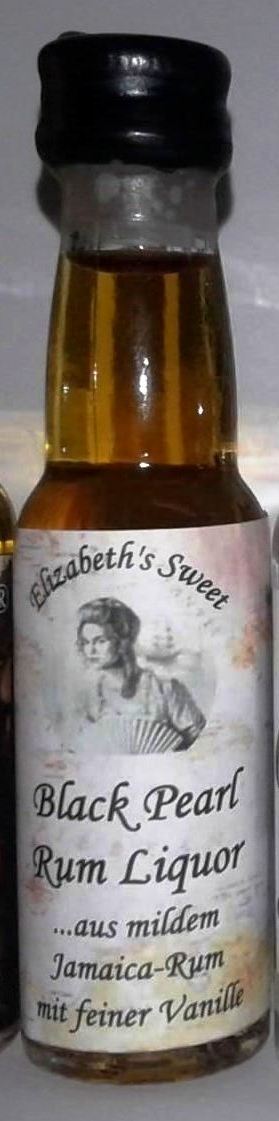 Elizabeth's Sweet
Black Pearl
Rum Liquor
...aus mildem
Jamaica-Rum
mit feiner Vanille
®